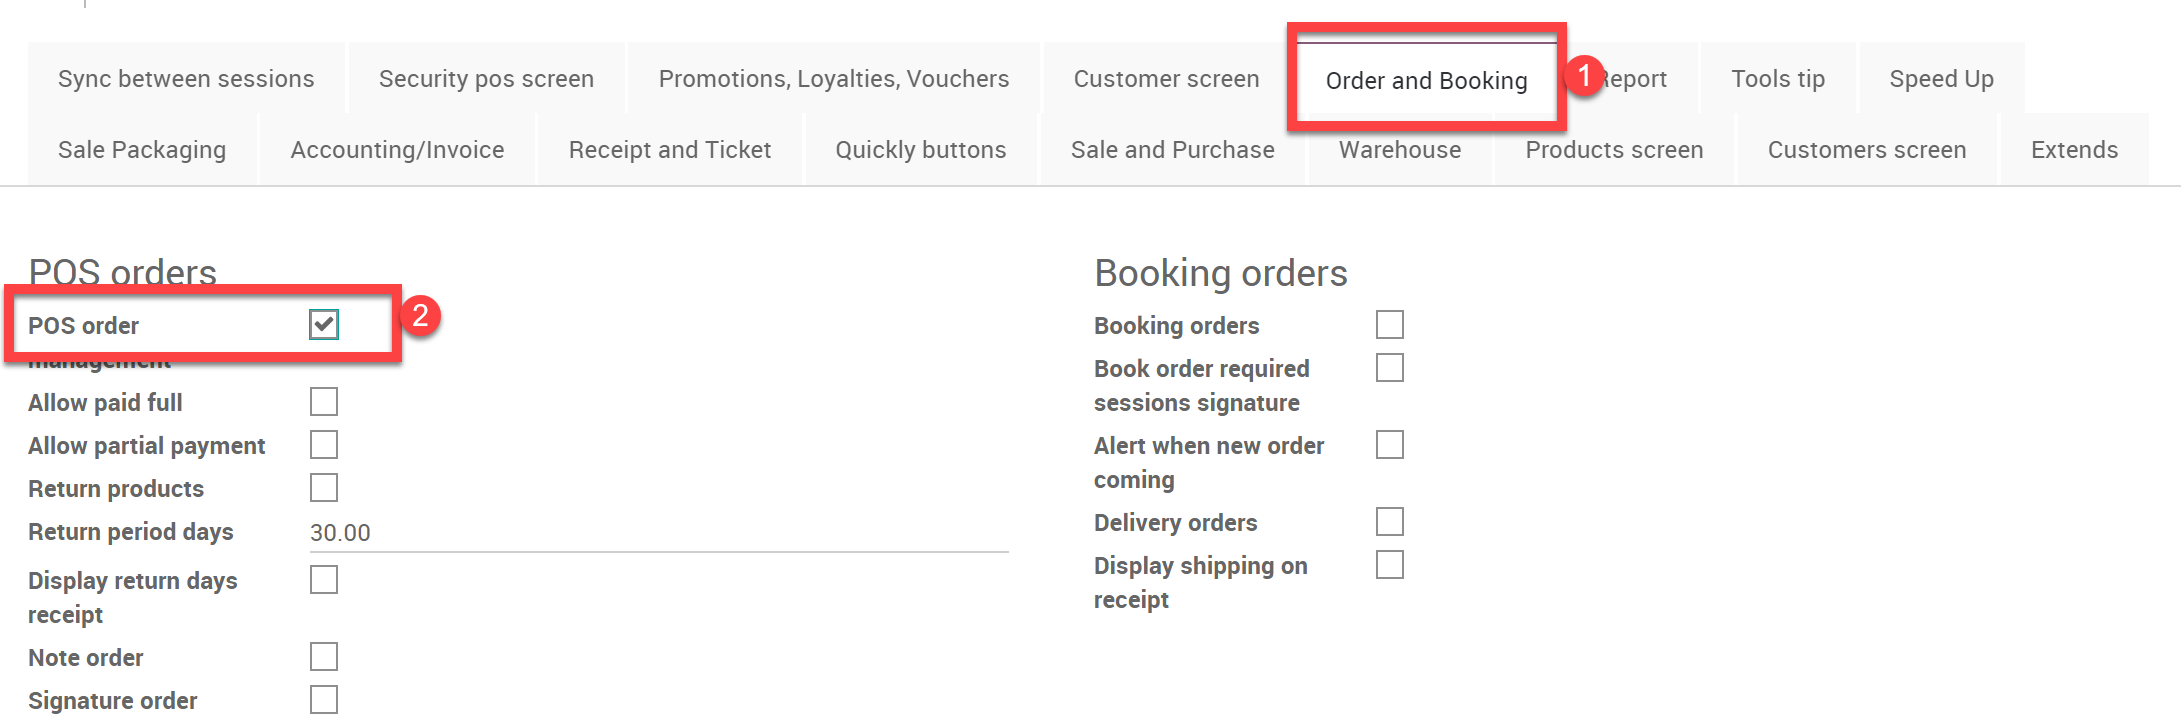 Sync between sessions
Security pos screen
Promotions, Loyalties, Vouchers
Customer screen
Order and Booking
1
Report
Tools tip
Speed Up
Sale Packaging
Accounting/Invoice
Receipt and Ticket
Quickly buttons
Sale and Purchase
Warehouse
Products screen
Customers screen
Extends
POS orders
POS order
management
2
Allow paid full
Allow partial payment
Return products
Return period days
30.00
Display return days
receipt
Note order
Signature order
Booking orders
Booking orders
Book order required
sessions signature
Alert when new order
coming
Delivery orders
Display shipping on
receipt